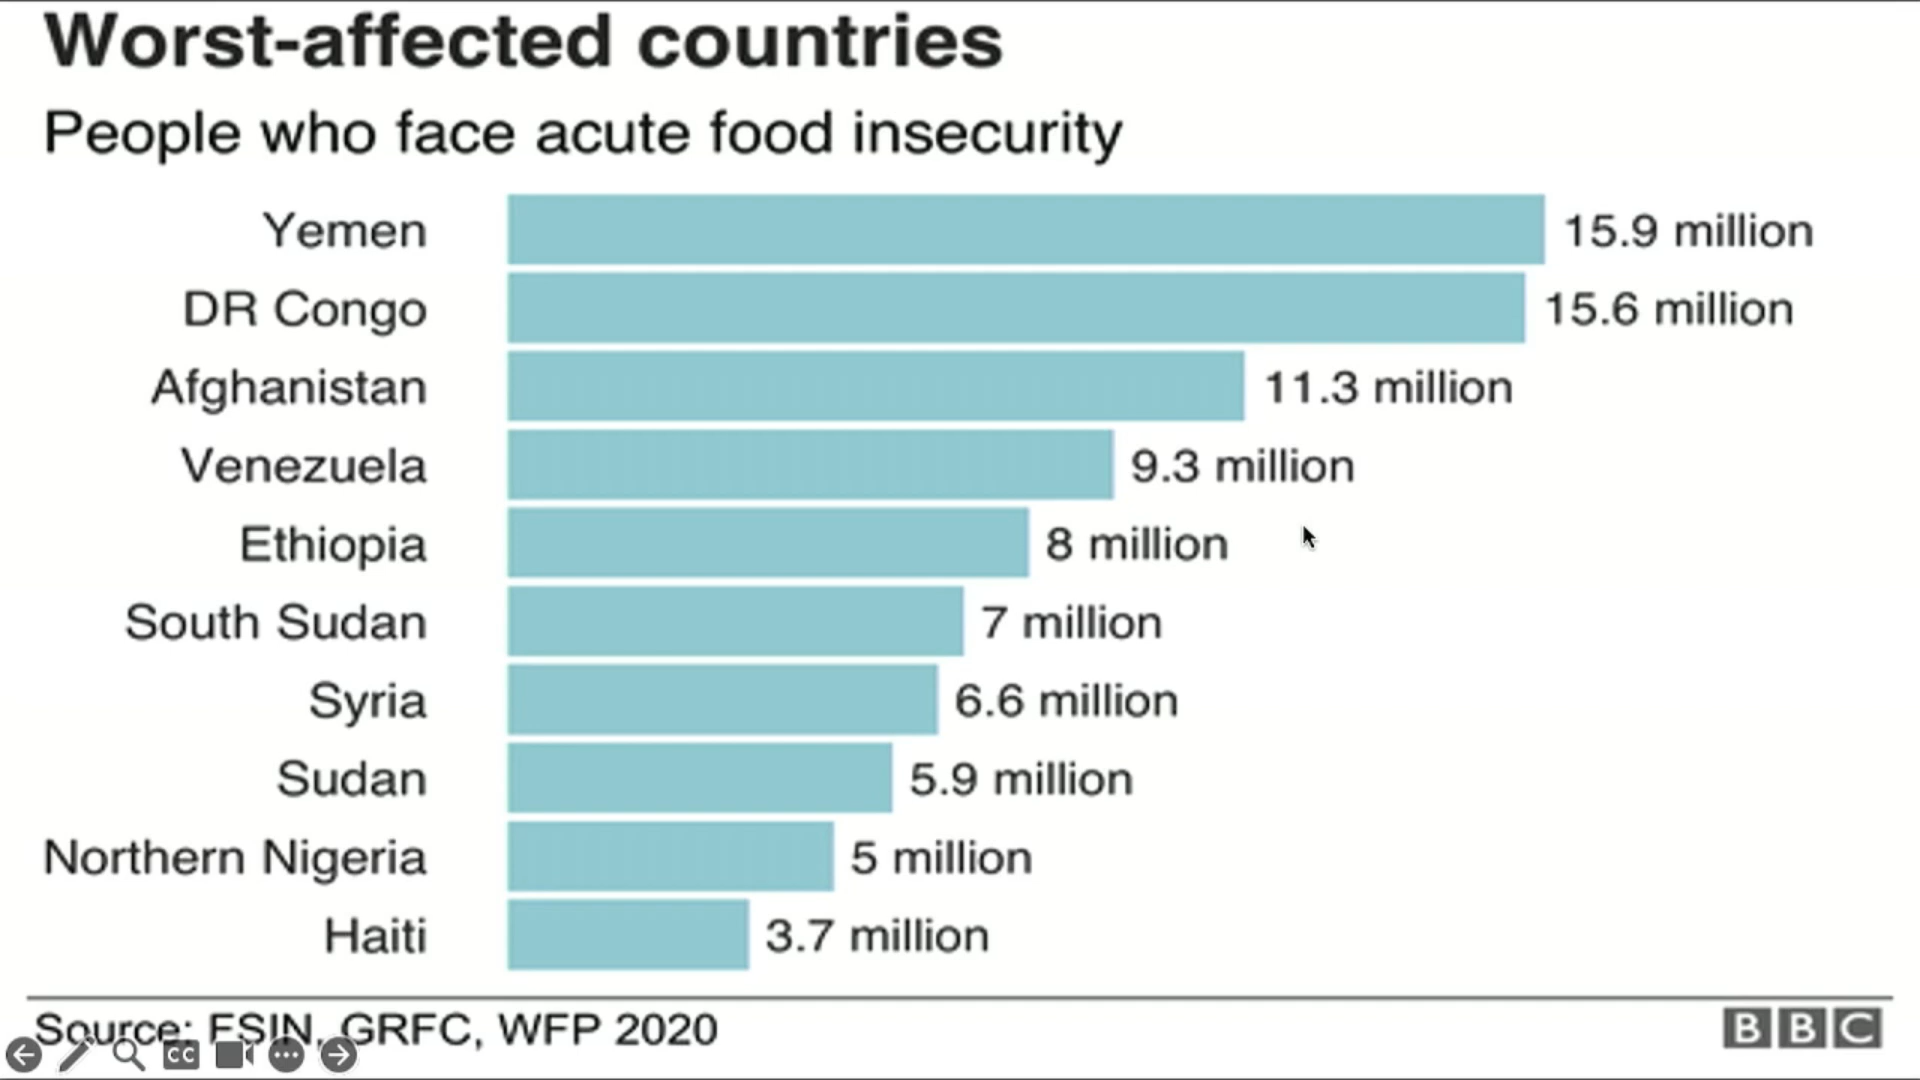 Worst-affected countries
People who face acute food insecurity
Yemen 15.9 million
DR Congo 15.6 million
Afghanistan 11.3 million
Venezuela 9.3 million
Ethiopia 8 million
South Sudan 7 million
Syria 6.6 million
Sudan 5.9 million
Northern Nigeria 5 million
Haiti 3.7 million
Source: FSIN, GRFC, WFP 2020
BBC
CC